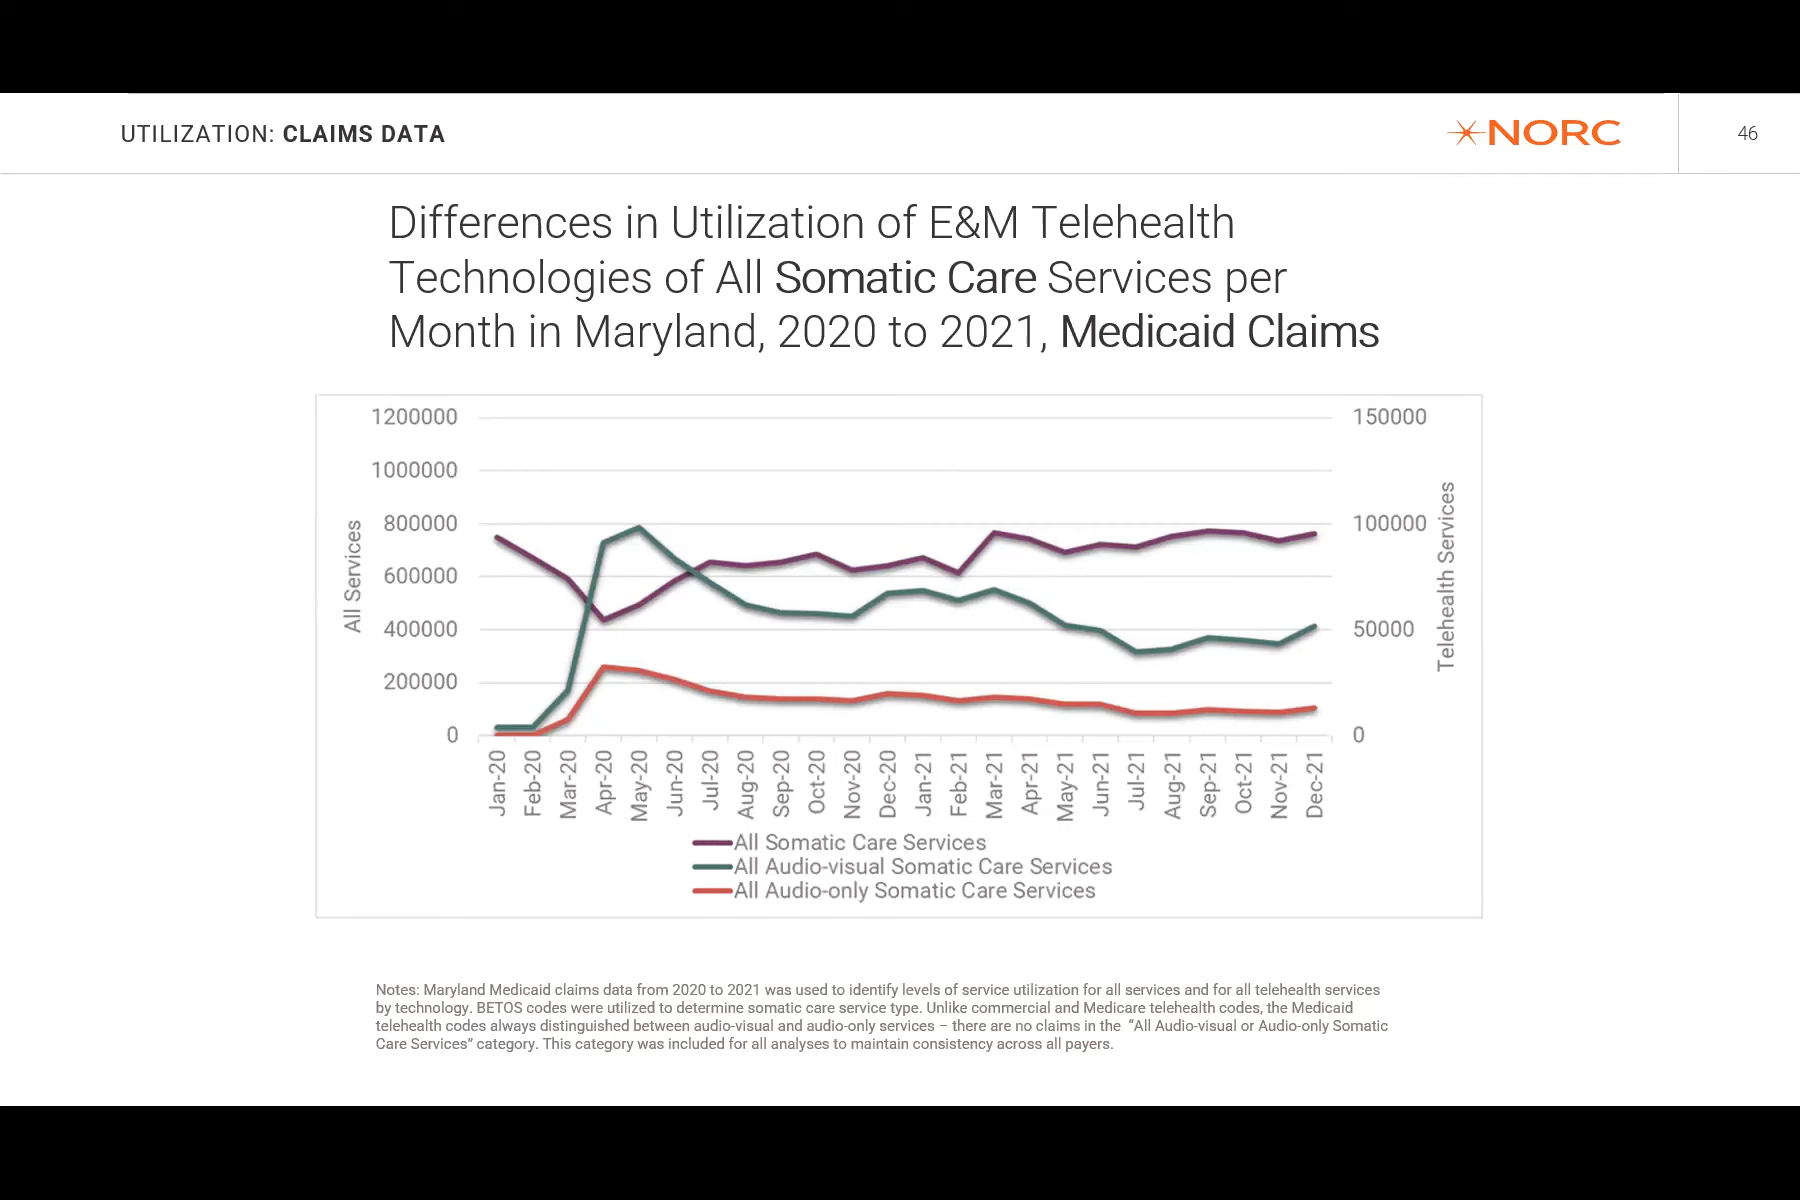 UTILIZATION: CLAIMS DATA
NORC
46
Differences in Utilization of E&M Telehealth
Technologies of All Somatic Care Services per
Month in Maryland, 2020 to 2021, Medicaid Claims
1200000
1000000
800000
600000
400000
200000
0
All Services
150000
100000
50000
0
Telehealth Services
Jan-20
Feb-20
Mar-20
Apr-20
May-20
Jun-20
Jul-20
Aug-20
Sep-20
Oct-20
Nov-20
Dec-20
Jan-21
Feb-21
Mar-21
Apr-21
May-21
Jun-21
Jul-21
Aug-21
Sep-21
Oct-21
Nov-21
Dec-21
All Somatic Care Services
All Audio-visual Somatic Care Services
All Audio-only Somatic Care Services
Notes: Maryland Medicaid claims data from 2020 to 2021 was used to identify levels of service utilization for all services and for all telehealth services
by technology. BETOS codes were utilized to determine somatic care service type. Unlike commercial and Medicare telehealth codes, the Medicaid
telehealth codes always distinguished between audio-visual and audio-only services – there are no claims in the “All Audio-visual or Audio-only Somatic
Care Services” category. This category was included for all analyses to maintain consistency across all payers.